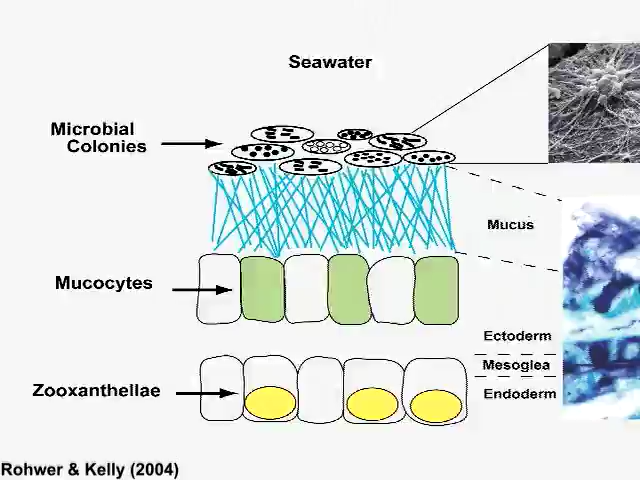 Seawater
Microbial
Colonies
Mucus
Mucocytes
Ectoderm
Mesoglea
Zooxanthellae
Endoderm
Rohwer & Kelly (2004)